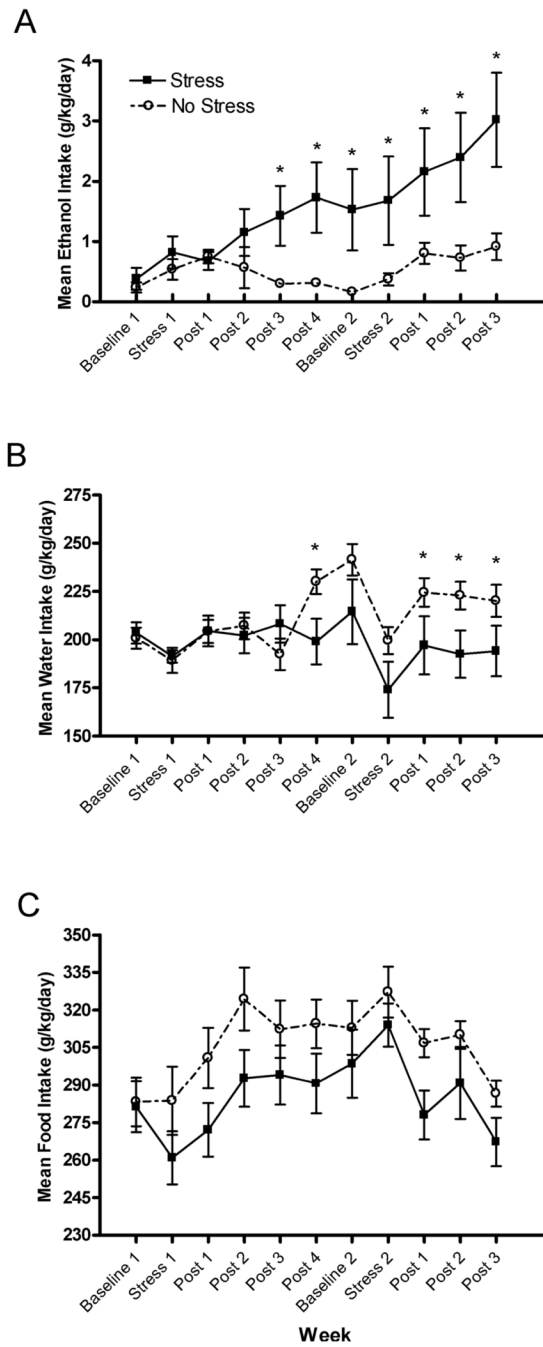 A
Mean Ethanol Intake (g/kg/day)
4
3
2
1
0
Stress
No Stress
* * * * * * *
Baseline 1
Stress 1
Post 1
Post 2
Post 3
Post 4
Baseline 2
Stress 2
Post 1
Post 2
Post 3
B
Mean Water Intake (g/kg/day)
275
250
225
200
175
150
* * * *
Baseline 1
Stress 1
Post 1
Post 2
Post 3
Post 4
Baseline 2
Stress 2
Post 1
Post 2
Post 3
C
Mean Food Intake (g/kg/day)
350
335
320
305
290
275
260
245
230
Baseline 1
Stress 1
Post 1
Post 2
Post 3
Post 4
Baseline 2
Stress 2
Post 1
Post 2
Post 3
Week